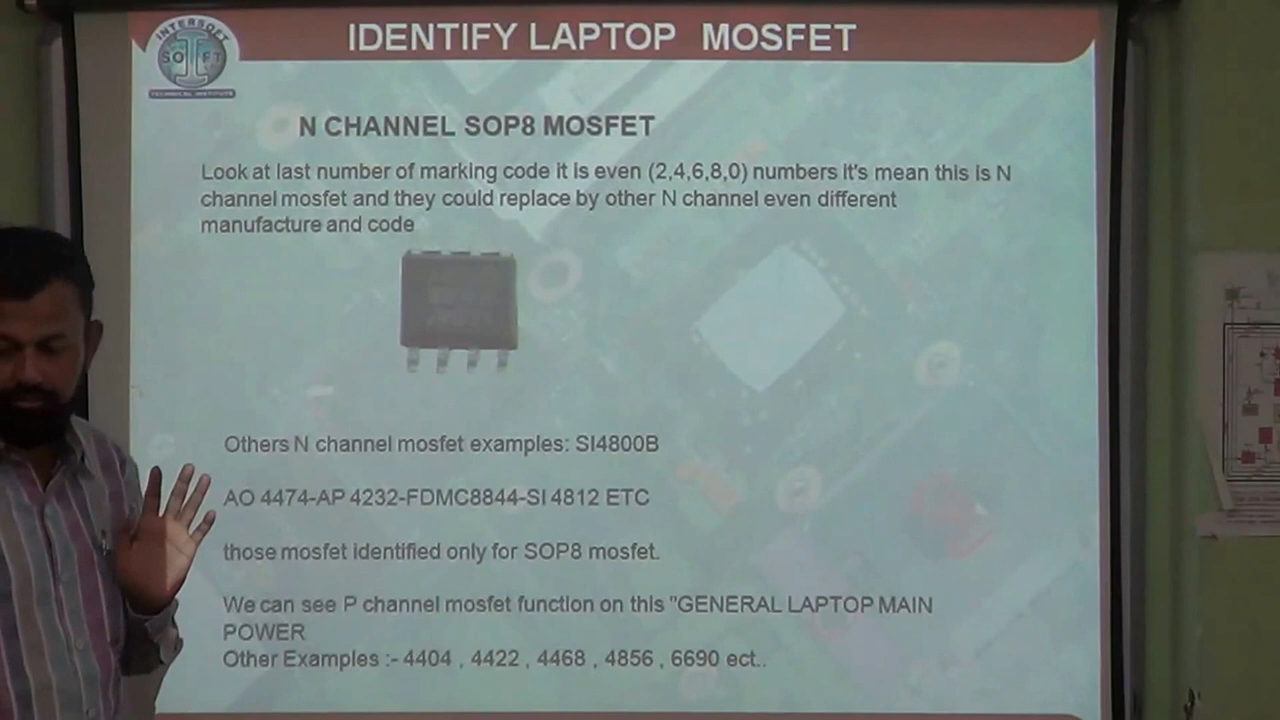 INTERSOFT
SO FT
TECHNICAL INSTITUTE
IDENTIFY LAPTOP MOSFET
N CHANNEL SOP8 MOSFET
Look at last number of marking code it is even (2,4,6,8,0) numbers it's mean this is N
channel mosfet and they could replace by other N channel even different
manufacture and code
Others N channel mosfet examples: SI4800B
AO 4474-AP 4232-FDMC8844-SI 4812 ETC
those mosfet identified only for SOP8 mosfet.
We can see P channel mosfet function on this "GENERAL LAPTOP MAIN
POWER
Other Examples :- 4404 , 4422 , 4468 , 4856 , 6690 ect..